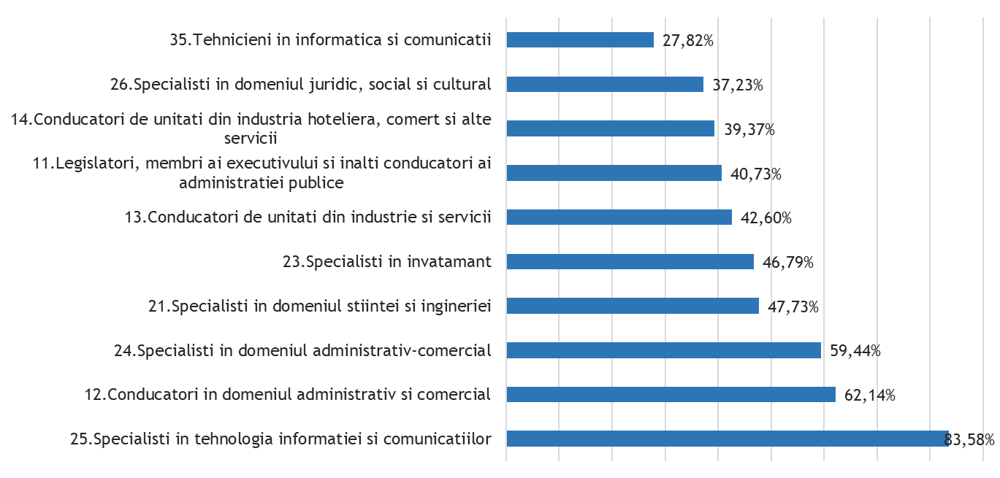 35.Tehnicieni in informatica si comunicatii 27,82%
26.Specialisti in domeniul juridic, social si cultural 37,23%
14.Conducatori de unitati din industria hoteliera, comert si alte
servicii 39,37%
11.Legislatori, membri ai executivului si inalti conducatori ai
administratiei publice 40,73%
13.Conducatori de unitati din industrie si servicii 42,60%
23.Specialisti in invatamant 46,79%
21.Specialisti in domeniul stiintei si ingineriei 47,73%
24.Specialisti in domeniul administrativ-comercial 59,44%
12.Conducatori in domeniul administrativ si comercial 62,14%
25.Specialisti in tehnologia informatiei si comunicatiilor 83,58%